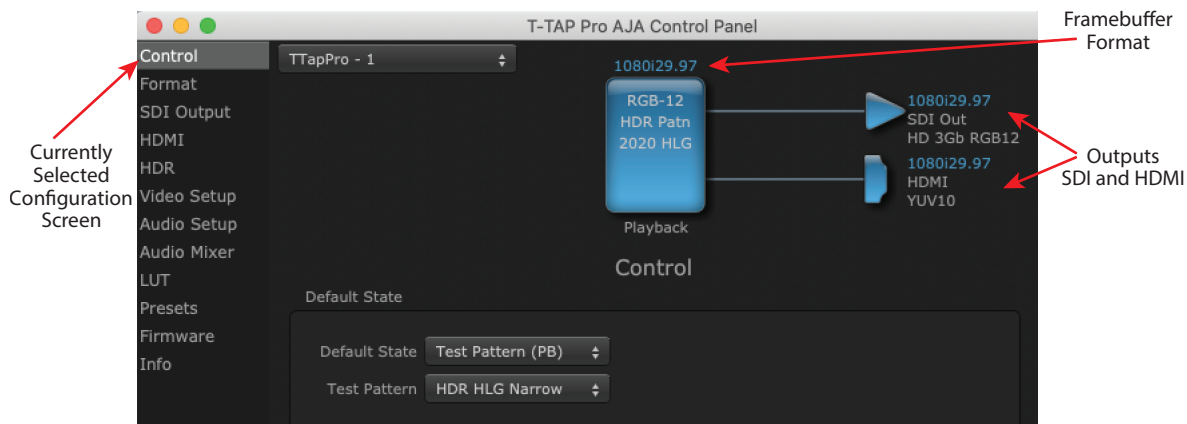 T-TAP Pro AJA Control Panel
Framebuffer
Format
Control
Format
SDI Output
HDMI
HDR
Video Setup
Audio Setup
Audio Mixer
LUT
Presets
Firmware
Info
Currently
Selected
Configuration
Screen
TTapPro - 1
1080i29.97
RGB-12
HDR Patn
2020 HLG
Playback
1080i29.97
SDI Out
HD 3Gb RGB12
1080i29.97
HDMI
YUV10
Outputs
SDI and HDMI
Control
Default State
Default State Test Pattern (PB)
Test Pattern HDR HLG Narrow